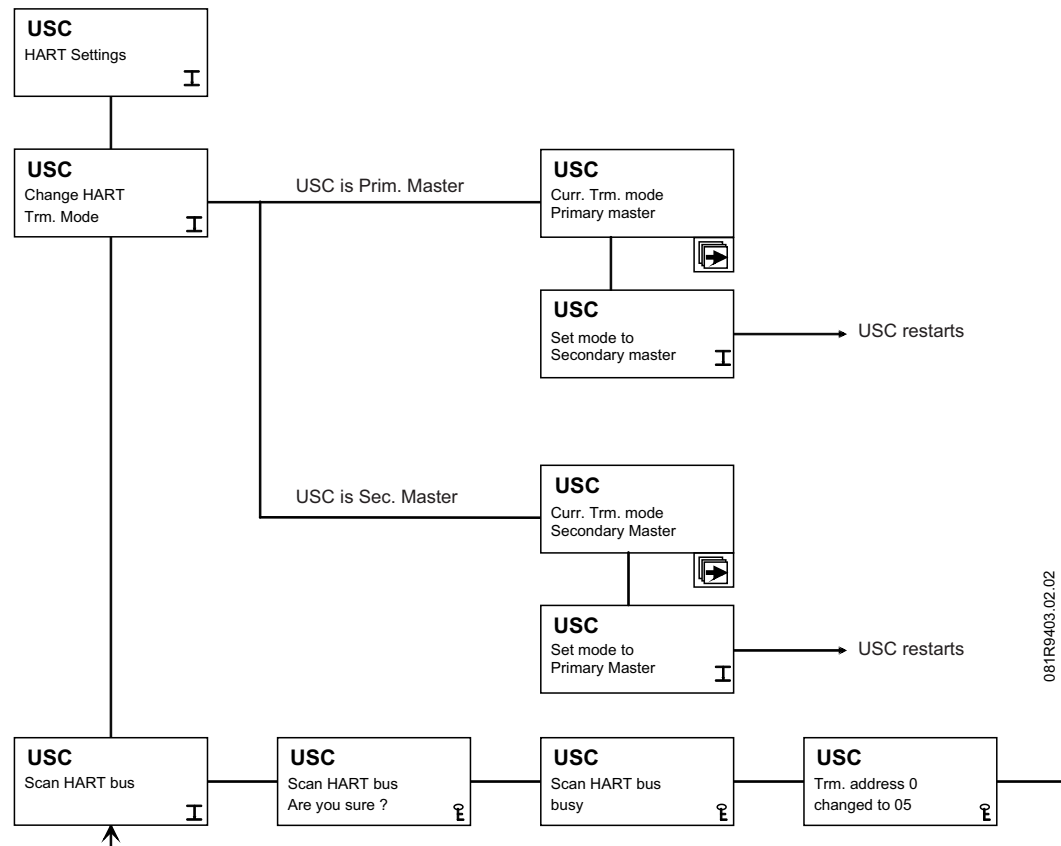 USC
HART Settings
USC
Change HART
Trm. Mode
USC is Prim. Master
USC
Curr. Trm. mode
Primary master
USC
Set mode to
Secondary master
USC restarts
USC is Sec. Master
USC
Curr. Trm. mode
Secondary Master
USC
Set mode to
Primary Master
USC restarts
081R9403.02.02
USC
Scan HART bus
USC
Scan HART bus
Are you sure ?
USC
Scan HART bus
busy
USC
Trm. address 0
changed to 05